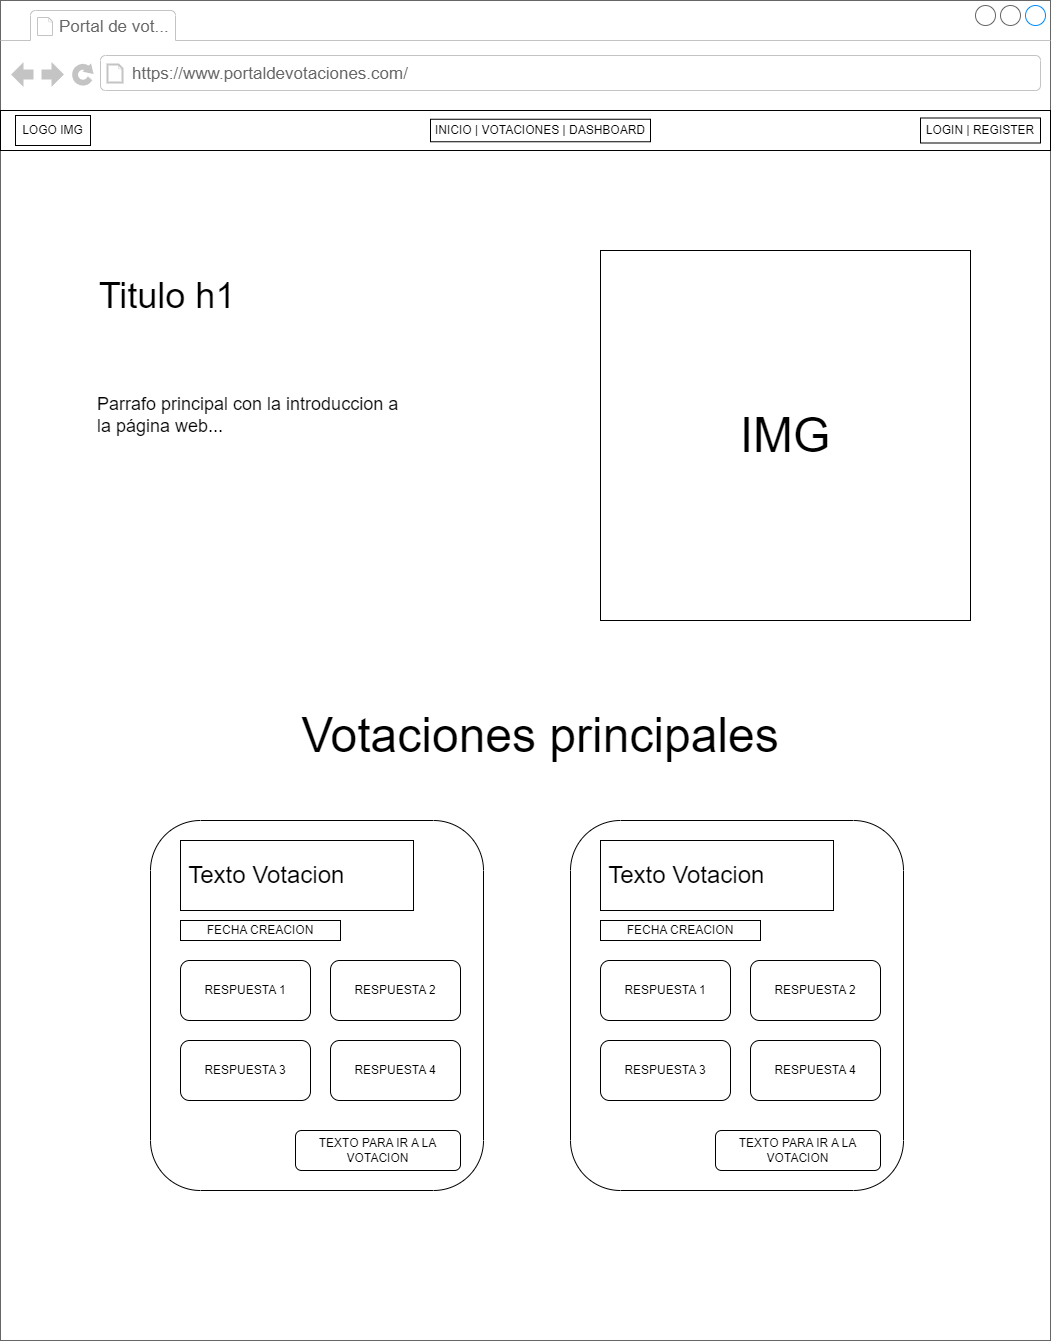 Portal de vot...
https://www.portaldevotaciones.com/
LOGO IMG
INICIO | VOTACIONES | DASHBOARD
LOGIN | REGISTER
Titulo h1
Parrafo principal con la introduccion a
la página web...
IMG
Votaciones principales
Texto Votacion
FECHA CREACION
RESPUESTA 1
RESPUESTA 2
RESPUESTA 3
RESPUESTA 4
TEXTO PARA IR A LA
VOTACION
Texto Votacion
FECHA CREACION
RESPUESTA 1
RESPUESTA 2
RESPUESTA 3
RESPUESTA 4
TEXTO PARA IR A LA
VOTACION